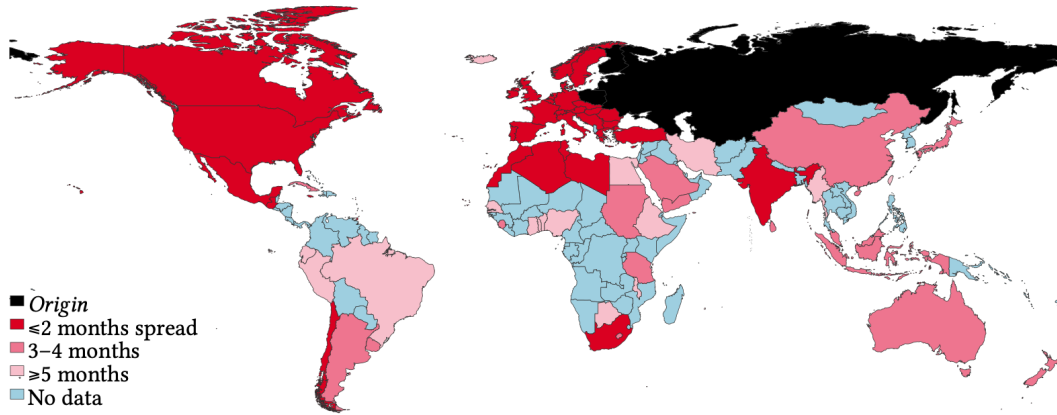 Origin
≤2 months spread
3–4 months
≥5 months
No data